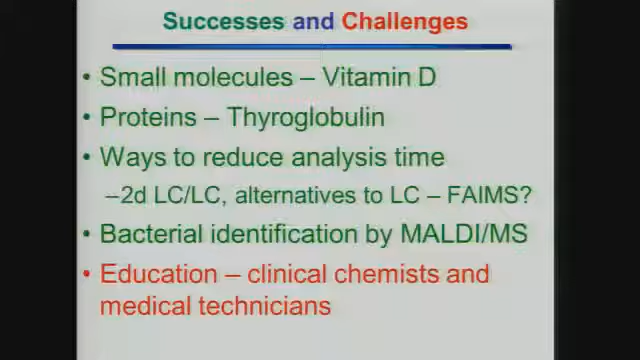 Successes and Challenges
• Small molecules – Vitamin D
• Proteins – Thyroglobulin
• Ways to reduce analysis time
–2d LC/LC, alternatives to LC – FAIMS?
• Bacterial identification by MALDI/MS
• Education – clinical chemists and
medical technicians